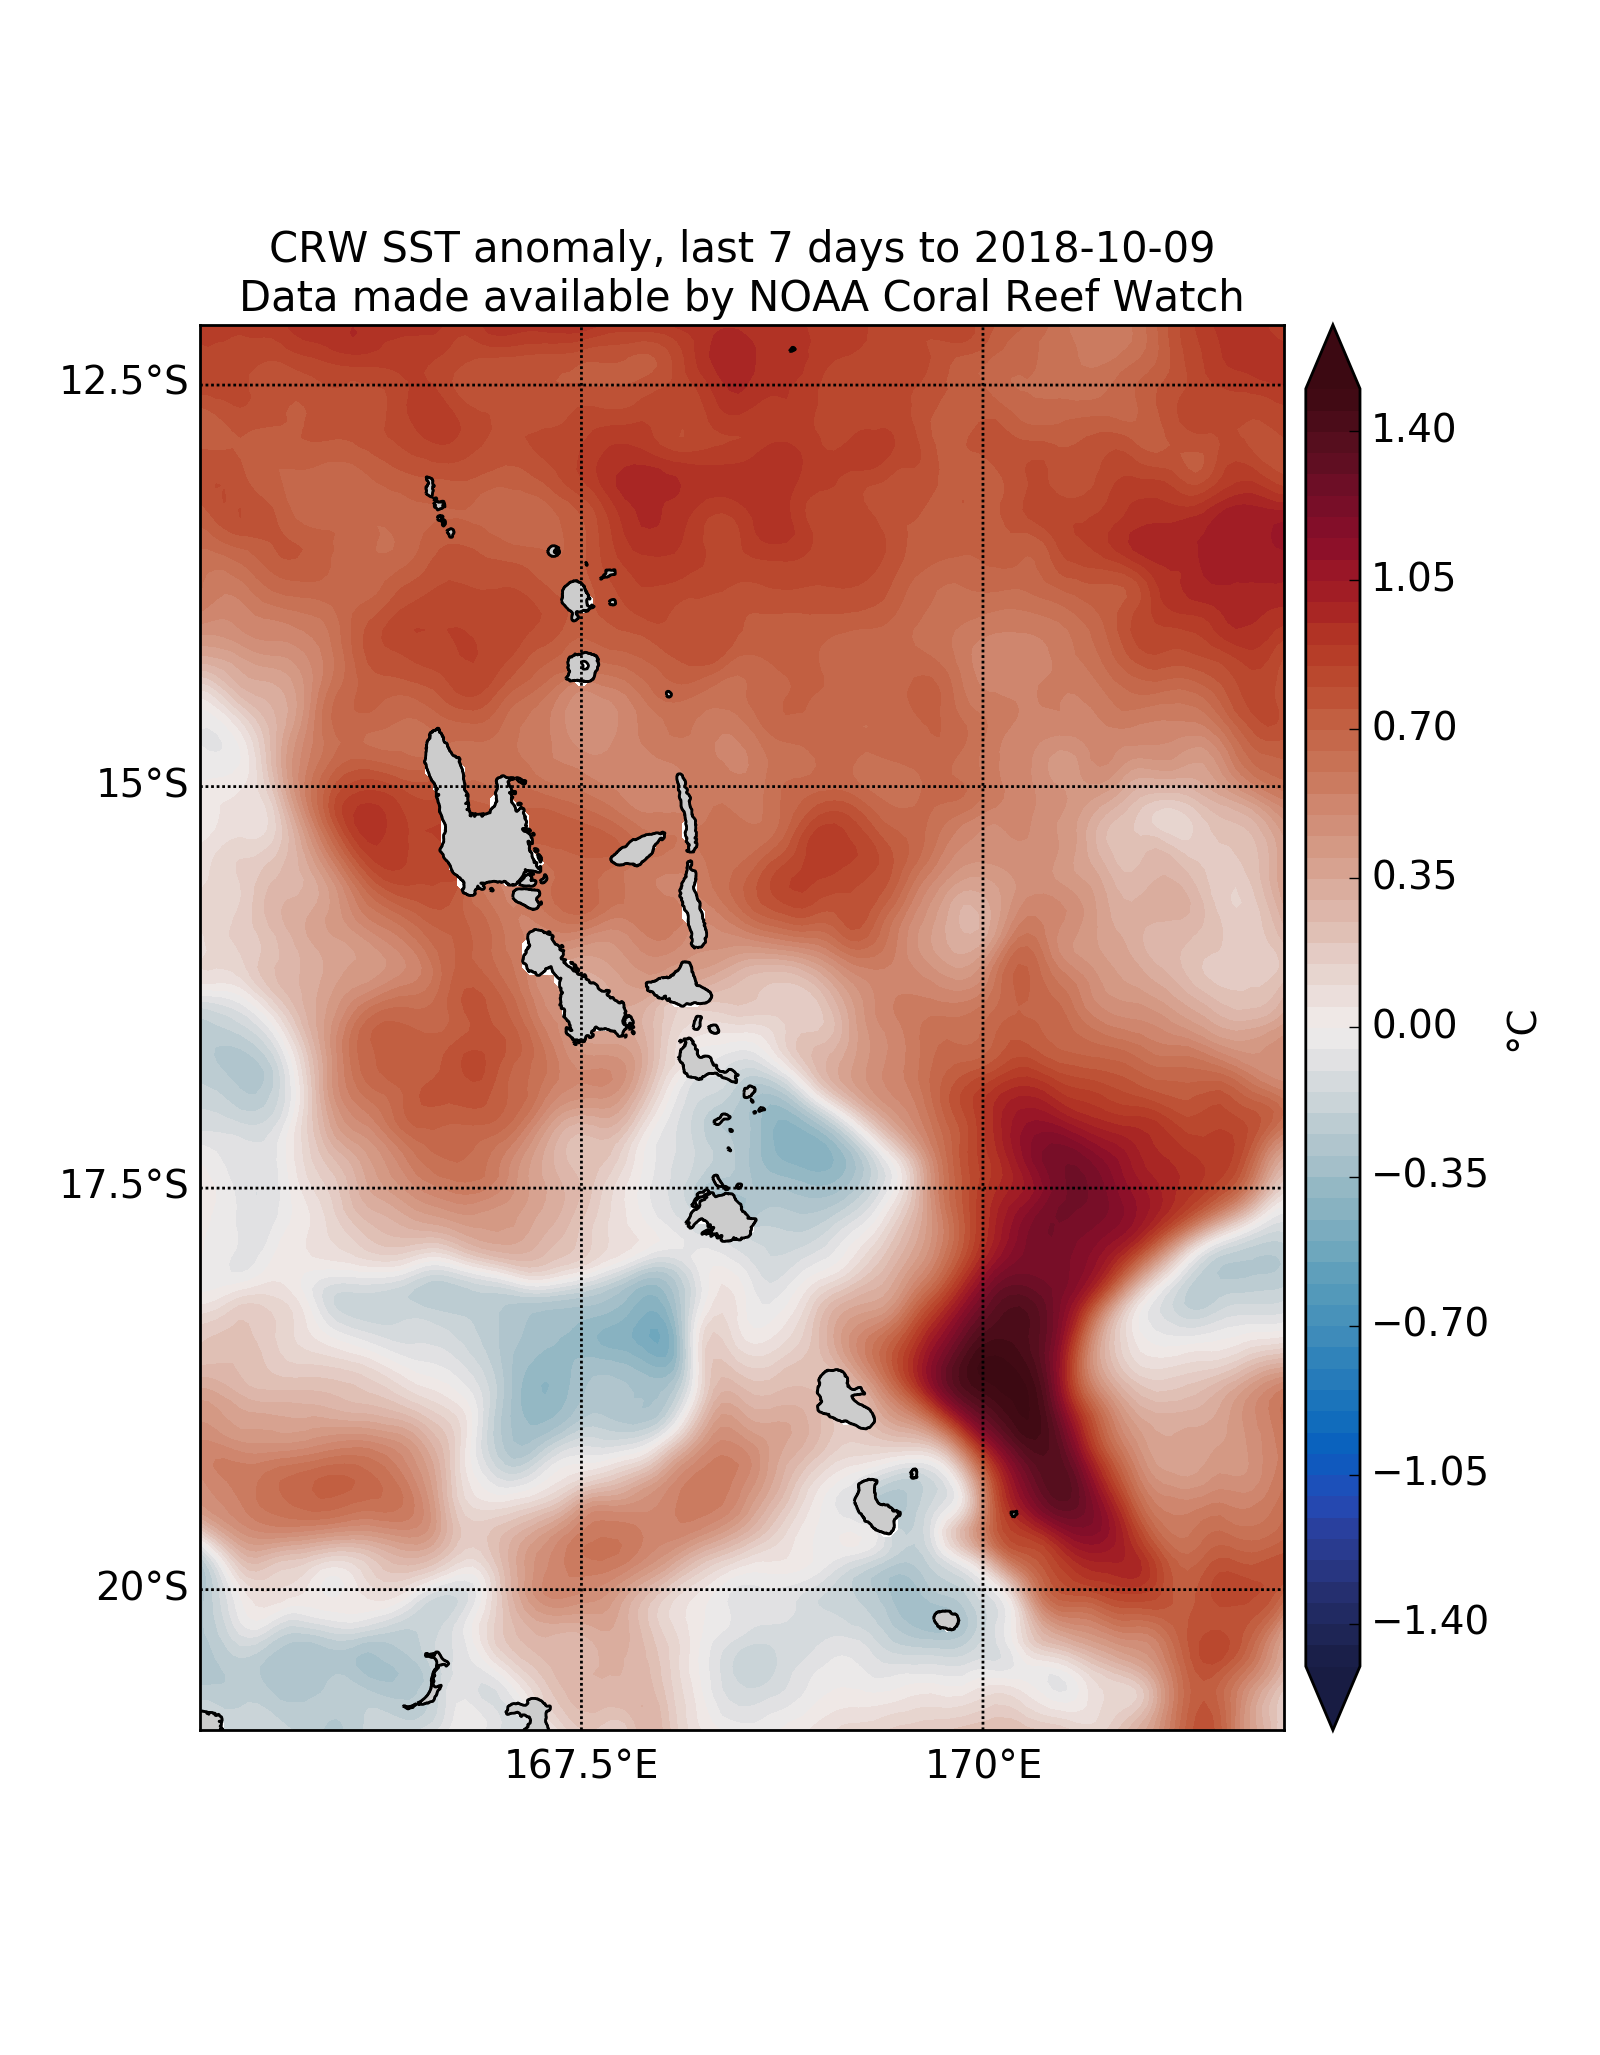 CRW SST anomaly, last 7 days to 2018-10-09
Data made available by NOAA Coral Reef Watch
12.5°S
15°S
17.5°S
20°S
167.5°E
170°E
1.40
1.05
0.70
0.35
0.00
−0.35
−0.70
−1.05
−1.40
°C